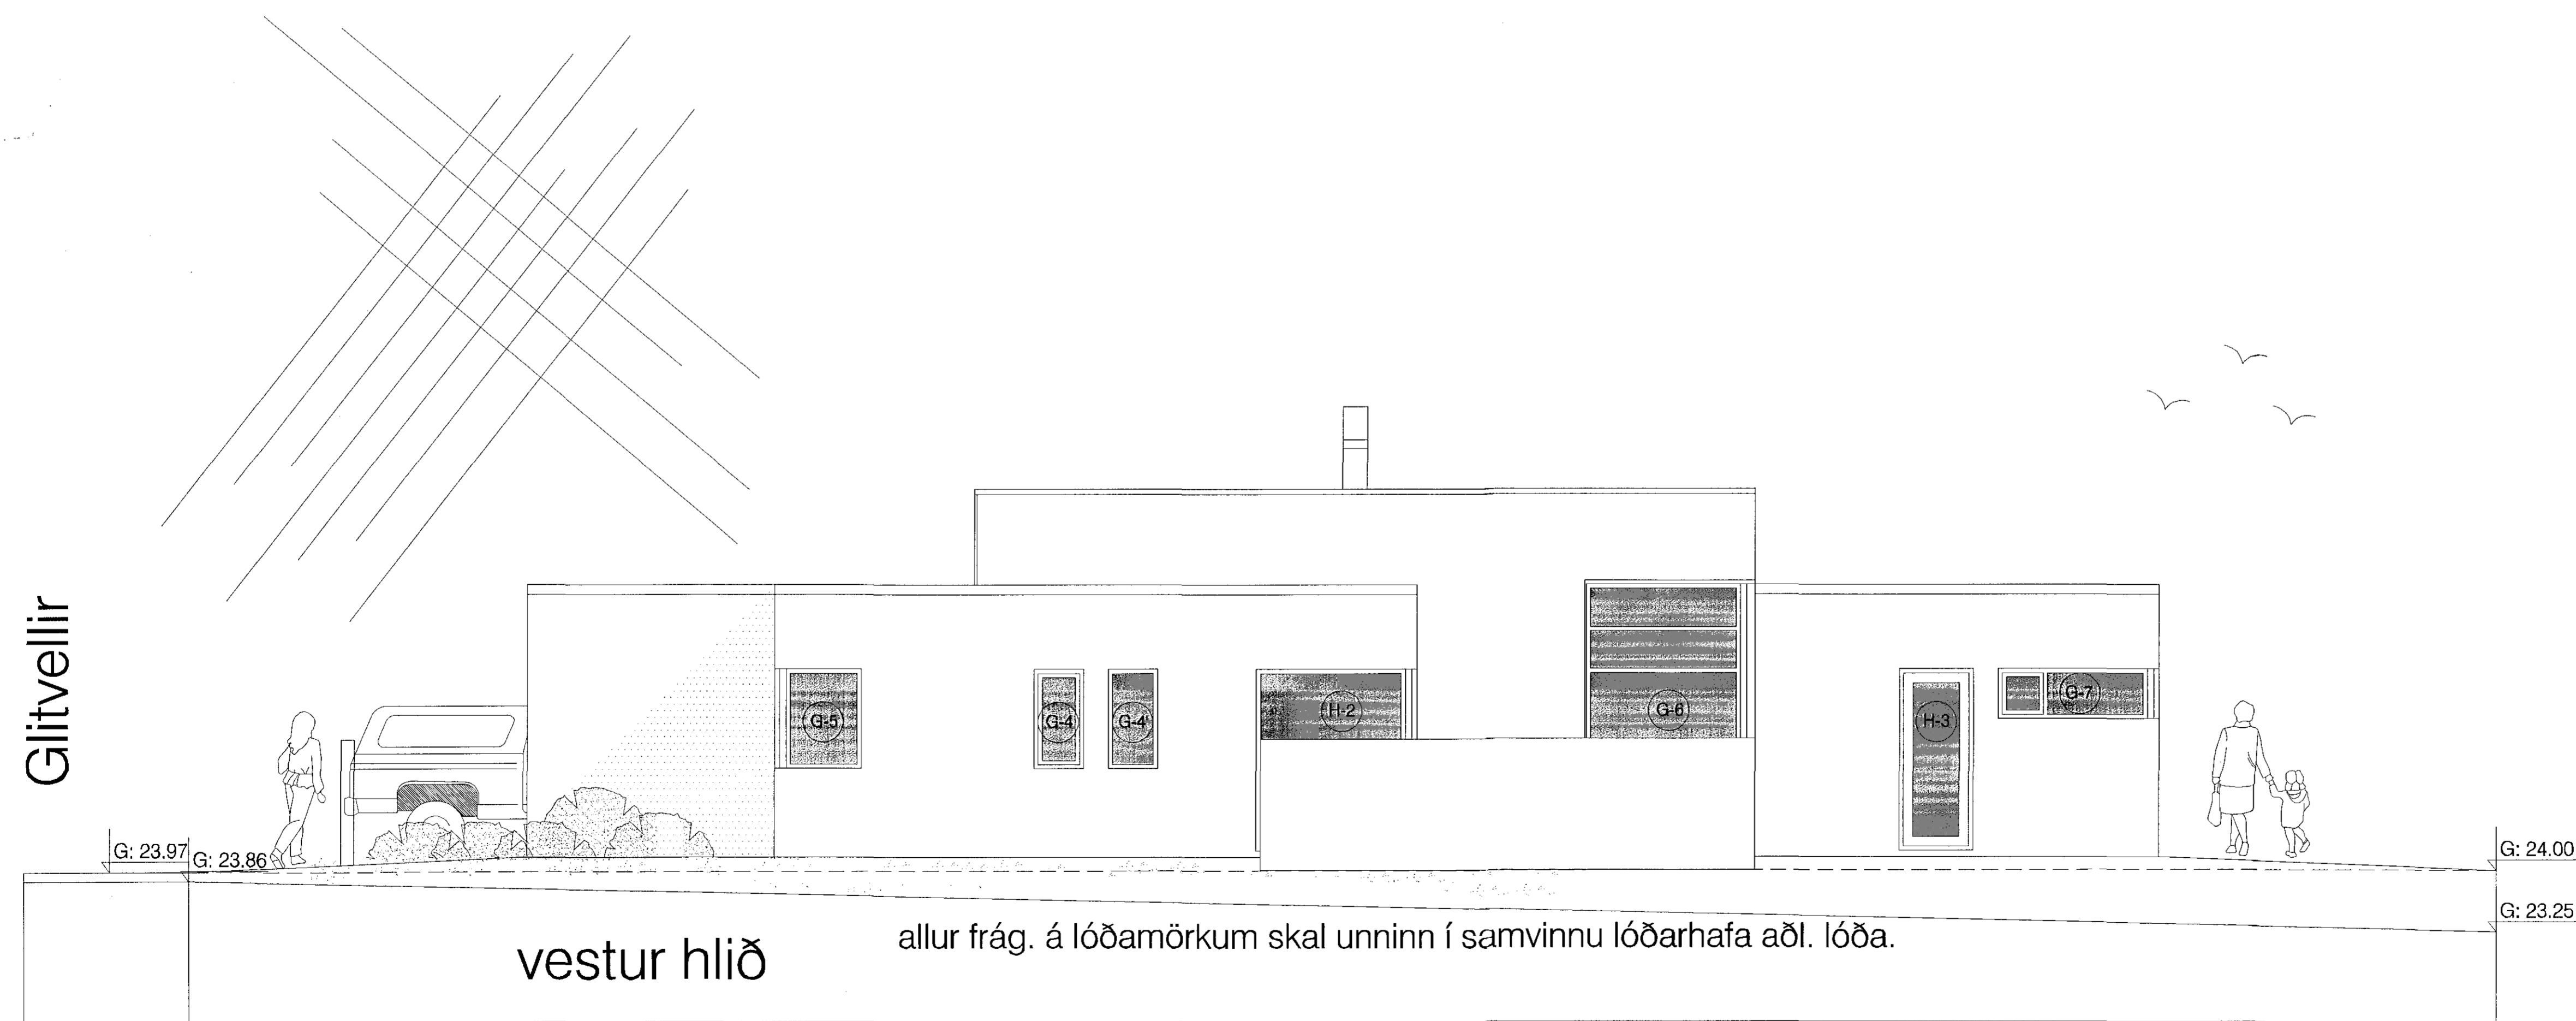 Glitvellir
G-5
G-4
G-4'
H-2
G-6
H-3
G-7
G: 23.97
G: 23.86
G: 24.00
G: 23.25
vestur hlið
allur frág. á lóðamörkum skal unninn í samvinnu lóðarhafa aðl. lóða.